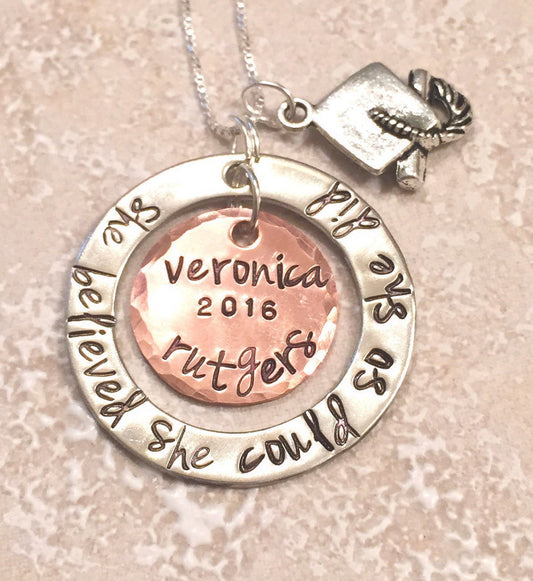 she believed she could so she did
veronica
2016
rutgers